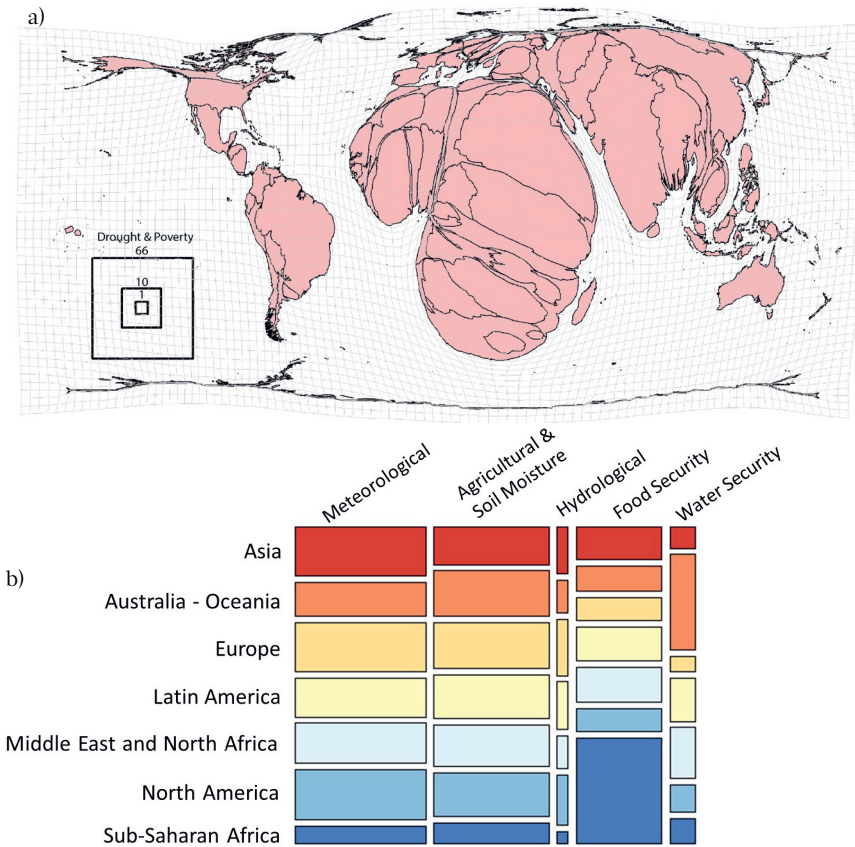 a)
Drought & Poverty
66
10
1
b)
Meteorological
Agricultural &
Soil Moisture
Hydrological
Food Security
Water Security
Asia
Australia - Oceania
Europe
Latin America
Middle East and North Africa
North America
Sub-Saharan Africa